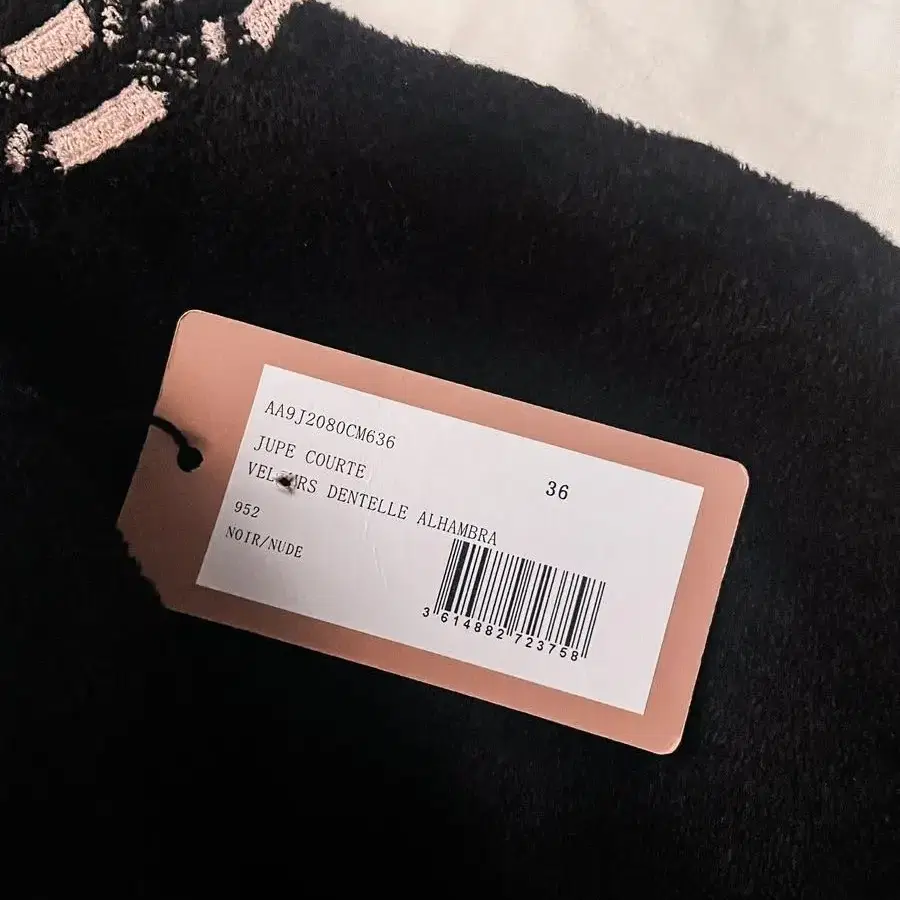 AA9J2080CM636
JUPE COURTE
36
VELOURS DENTELLE ALHAMBRA
952
NOIR/NUDE
3 614882 723758